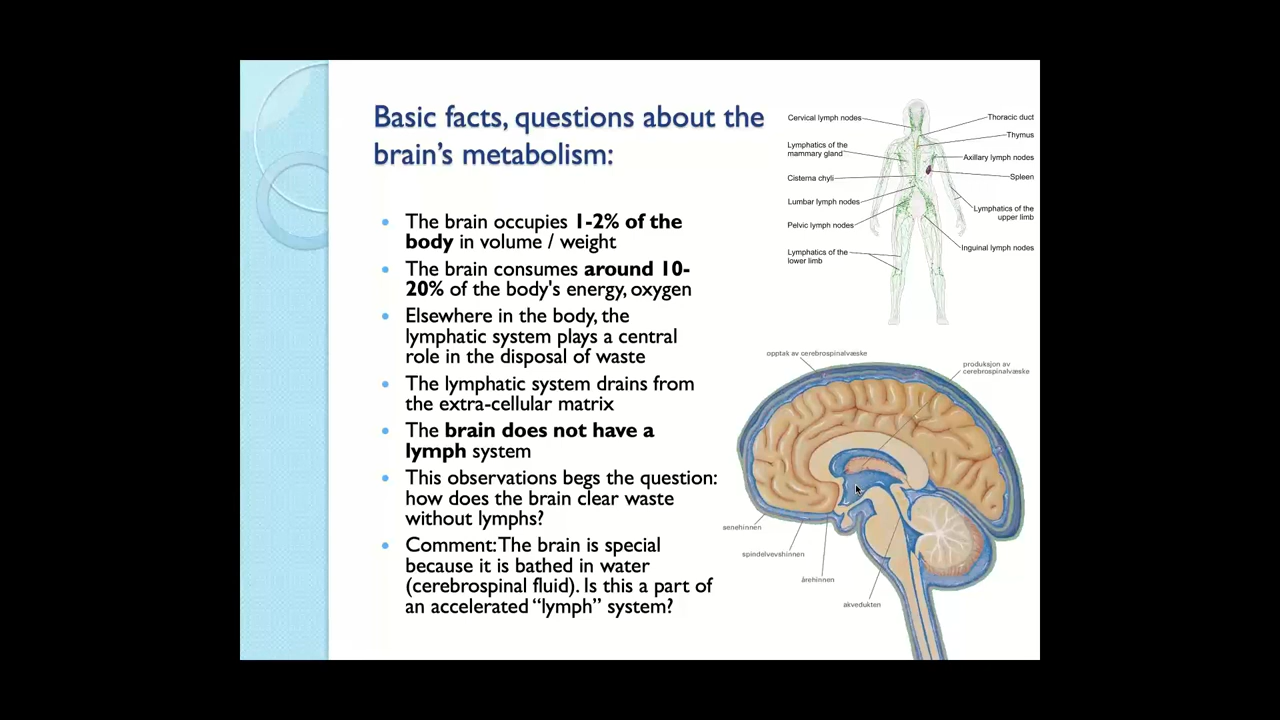 Basic facts, questions about the
brain's metabolism:
The brain occupies 1-2% of the
body in volume / weight
The brain consumes around 10-
20% of the body's energy, oxygen
Elsewhere in the body, the
lymphatic system plays a central
role in the disposal of waste
The lymphatic system drains from
the extra-cellular matrix
The brain does not have a
lymph system
This observations begs the question:
how does the brain clear waste
without lymphs?
Comment: The brain is special
because it is bathed in water
(cerebrospinal fluid). Is this a part of
an accelerated “lymph” system?
Cervical lymph nodes
Lymphatics of the
mammary gland
Cisterna chyli
Lumbar lymph nodes
Pelvic lymph nodes
Lymphatics of the
lower limb
Thoracic duct
Thymus
Axillary lymph nodes
Spleen
Lymphatics of the
upper limb
Inguinal lymph nodes
opptak av cerebrospinalvæske
produksjon av
cerebrospinalvæske
senehinnen
spindelvevshinnen
årehinnen
akvedukten